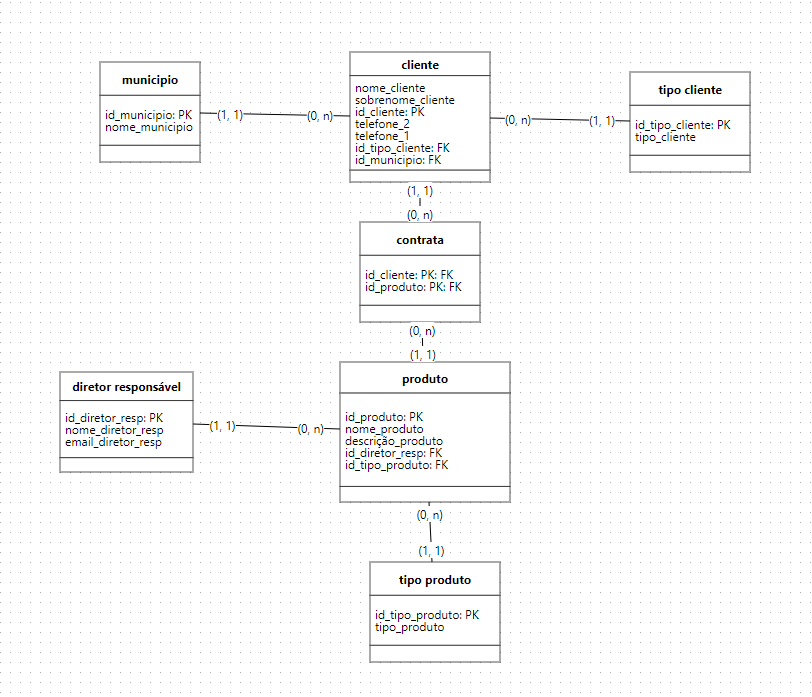 municipio
id_municipio: PK
nome_municipio
(1, 1)
(0, n)
cliente
nome_cliente
sobrenome_cliente
id_cliente: PK
telefone_2
telefone_1
id_tipo_cliente: FK
id_municipio: FK
(0, n)
(1, 1)
tipo cliente
id_tipo_cliente: PK
tipo_cliente
(1, 1)
(0, n)
contrata
id_cliente: PK: FK
id_produto: PK: FK
(0, n)
(1, 1)
diretor responsável
id_diretor_resp: PK
nome_diretor_resp
email_diretor_resp
(1, 1)
(0, n)
produto
id_produto: PK
nome_produto
descrição_produto
id_diretor_resp: FK
id_tipo_produto: FK
(0, n)
(1, 1)
tipo produto
id_tipo_produto: PK
tipo_produto